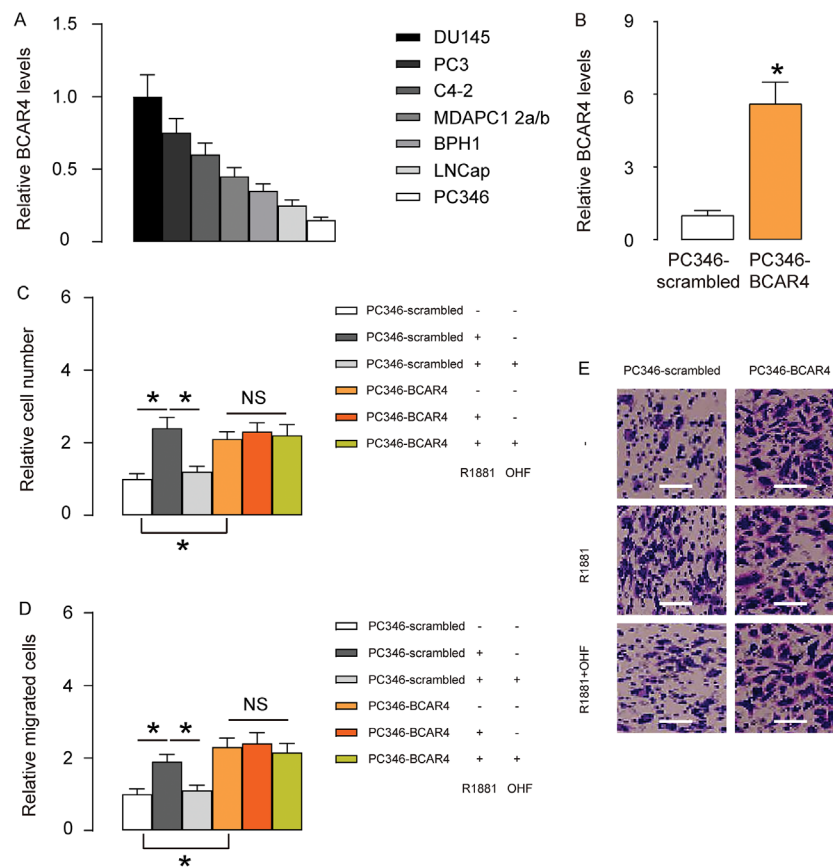 A
Relative BCAR4 levels
1.5
1.0
0.5
0
DU145
PC3
C4-2
MDAPC1 2a/b
BPH1
LNCap
PC346
B
Relative BCAR4 levels
9
6
3
0
*
PC346-scrambled
PC346-BCAR4
C
Relative cell number
6
4
2
0
* *
NS
*
PC346-scrambled - -
PC346-scrambled + -
PC346-scrambled + +
PC346-BCAR4 - -
PC346-BCAR4 + -
PC346-BCAR4 + +
R1881 OHF
D
Relative migrated cells
6
4
2
0
* *
NS
*
PC346-scrambled - -
PC346-scrambled + -
PC346-scrambled + +
PC346-BCAR4 - -
PC346-BCAR4 + -
PC346-BCAR4 + +
R1881 OHF
E
PC346-scrambled PC346-BCAR4
-
R1881
R1881+OHF